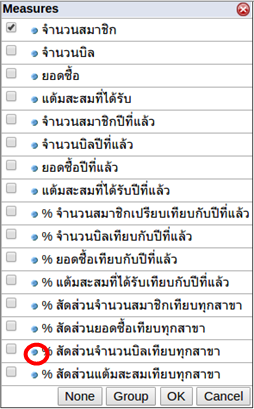 Measures
จำนวนสมาชิก
จำนวนบิล
ยอดซื้อ
แต้มสะสมที่ได้รับ
จำนวนสมาชิกปีที่แล้ว
จำนวนบิลปีที่แล้ว
ยอดซื้อปีที่แล้ว
แต้มสะสมที่ได้รับปีที่แล้ว
% จำนวนสมาชิกเปรียบเทียบกับปีที่แล้ว
% จำนวนบิลเทียบกับปีที่แล้ว
% ยอดซื้อเทียบกับปีที่แล้ว
% แต้มสะสมที่ได้รับเทียบกับปีที่แล้ว
% สัดส่วนจำนวนสมาชิกเทียบทุกสาขา
% สัดส่วนยอดซื้อเทียบทุกสาขา
% สัดส่วนจำนวนบิลเทียบทุกสาขา
% สัดส่วนแต้มสะสมเทียบทุกสาขา
None Group OK Cancel